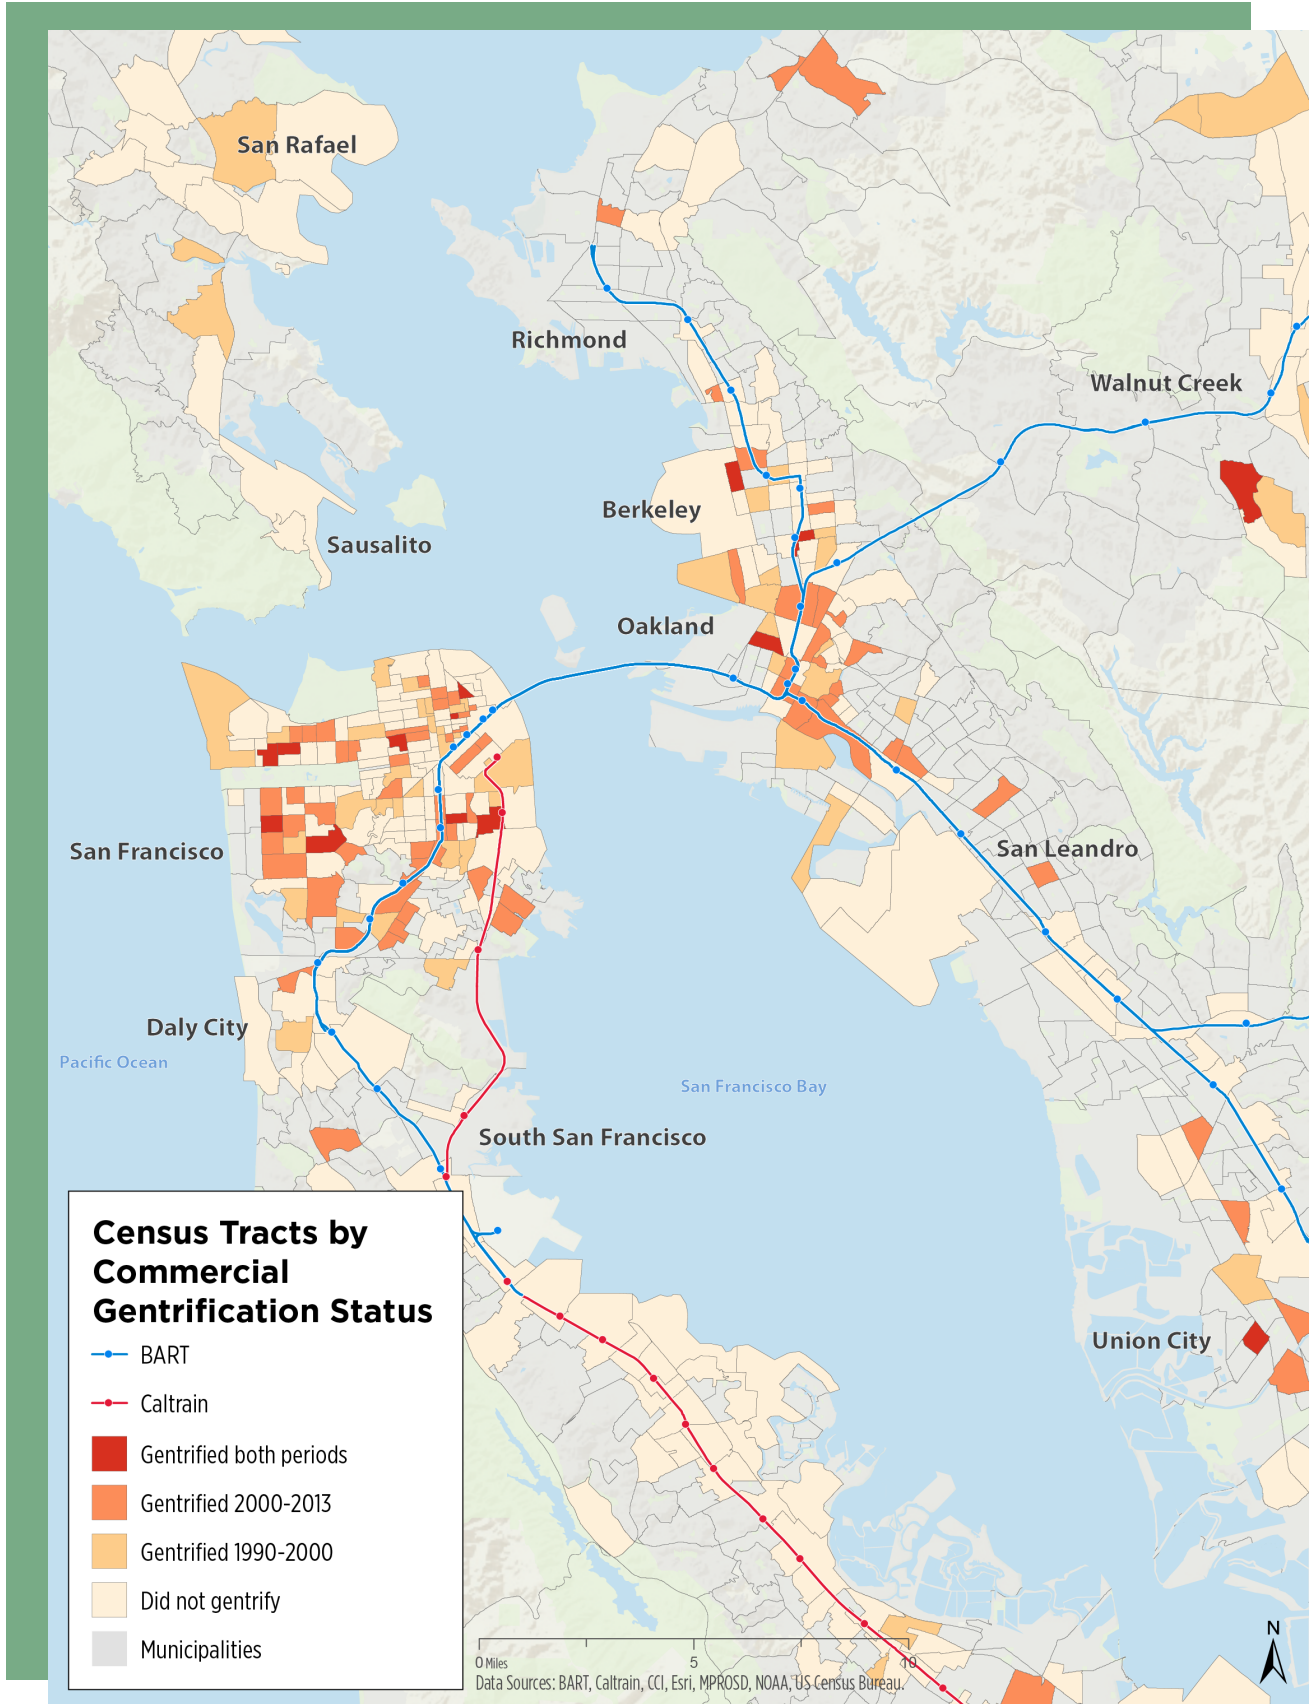 San Rafael
Richmond
Walnut Creek
Berkeley
Sausalito
Oakland
San Francisco
San Leandro
Daly City
Pacific Ocean
San Francisco Bay
South San Francisco
Union City
Census Tracts by
Commercial
Gentrification Status
BART
Caltrain
Gentrified both periods
Gentrified 2000-2013
Gentrified 1990-2000
Did not gentrify
Municipalities
0 Miles 5 10
Data Sources: BART, Caltrain, CCI, Esri, MPROSD, NOAA, US Census Bureau.
N